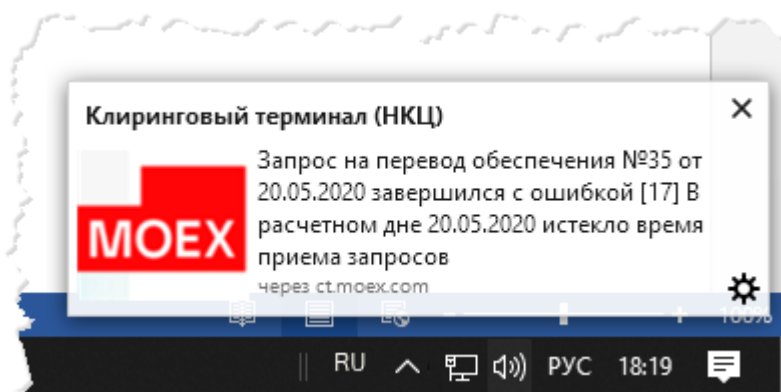 Клиринговый терминал (НКЦ)
Запрос на перевод обеспечения №35 от
20.05.2020 завершился с ошибкой [17] В
расчетном дне 20.05.2020 истекло время
приема запросов
через ct.moex.com
MOEX
100%
RU РУС 18:19